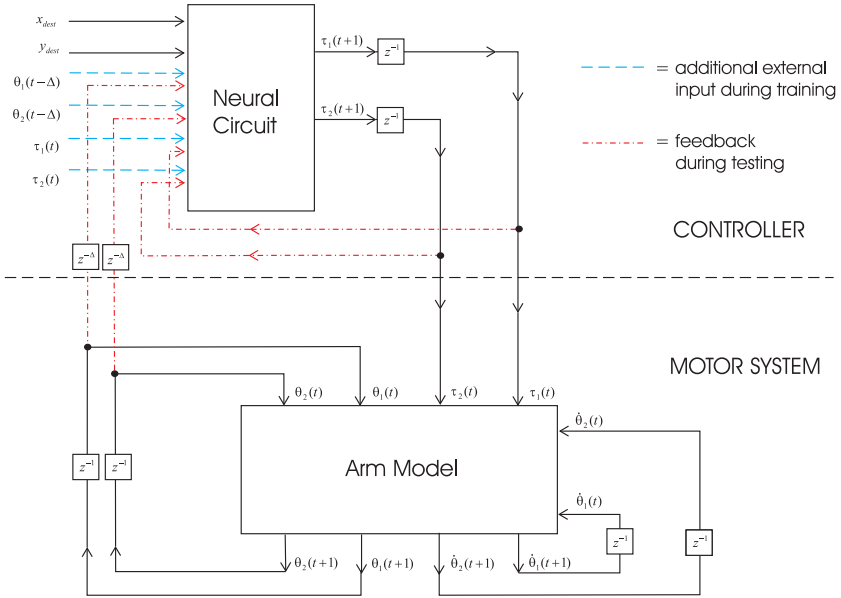 x_dest
y_dest
θ₁(t−Δ)
θ₂(t−Δ)
τ₁(t)
τ₂(t)
Neural
Circuit
τ₁(t+1)
z⁻¹
τ₂(t+1)
z⁻¹
= additional external
input during training
= feedback
during testing
CONTROLLER
z^−Δ
z^−Δ
MOTOR SYSTEM
θ₂(t)
θ₁(t)
τ₂(t)
τ₁(t)
Arm Model
θ̇₂(t)
θ̇₁(t)
z⁻¹
z⁻¹
z⁻¹
z⁻¹
θ₂(t+1)
θ₁(t+1)
θ̇₂(t+1)
θ̇₁(t+1)